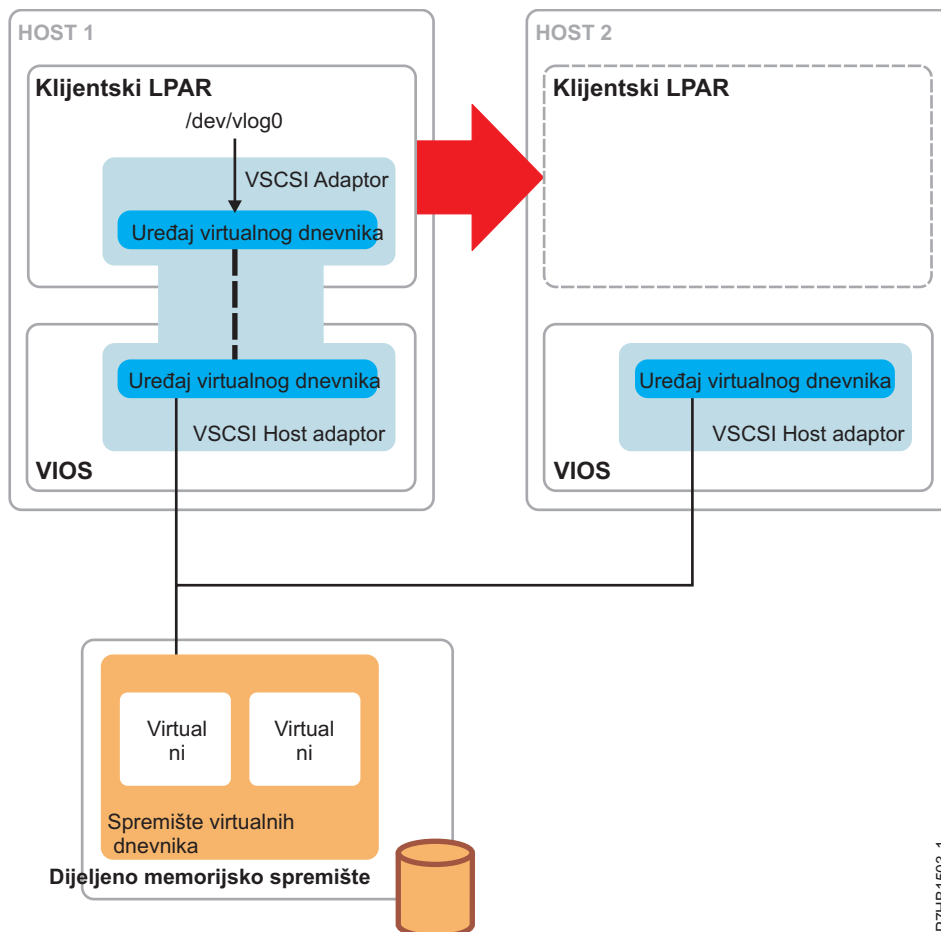 HOST 1
Klijentski LPAR
/dev/vlog0
VSCSI Adaptor
Uređaj virtualnog dnevnika
Uređaj virtualnog dnevnika
VSCSI Host adaptor
VIOS
HOST 2
Klijentski LPAR
Uređaj virtualnog dnevnika
VSCSI Host adaptor
VIOS
Virtual
ni
Virtual
ni
Spremište virtualnih
dnevnika
Dijeljeno memorijsko spremište